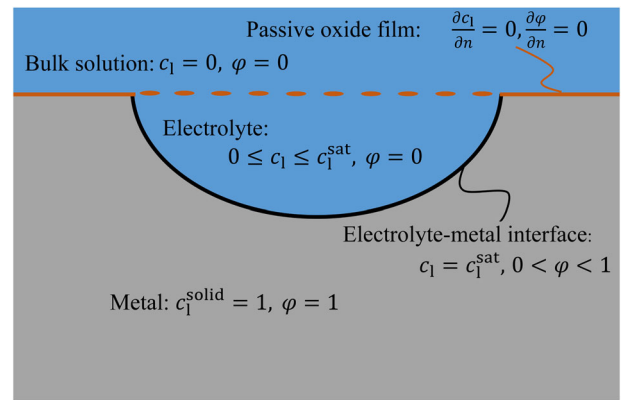 Passive oxide film: ∂c₁/∂n = 0, ∂φ/∂n = 0
Bulk solution: c₁ = 0, φ = 0
Electrolyte:
0 ≤ c₁ ≤ c₁^sat, φ = 0
Electrolyte-metal interface:
c₁ = c₁^sat, 0 < φ < 1
Metal: c₁^solid = 1, φ = 1